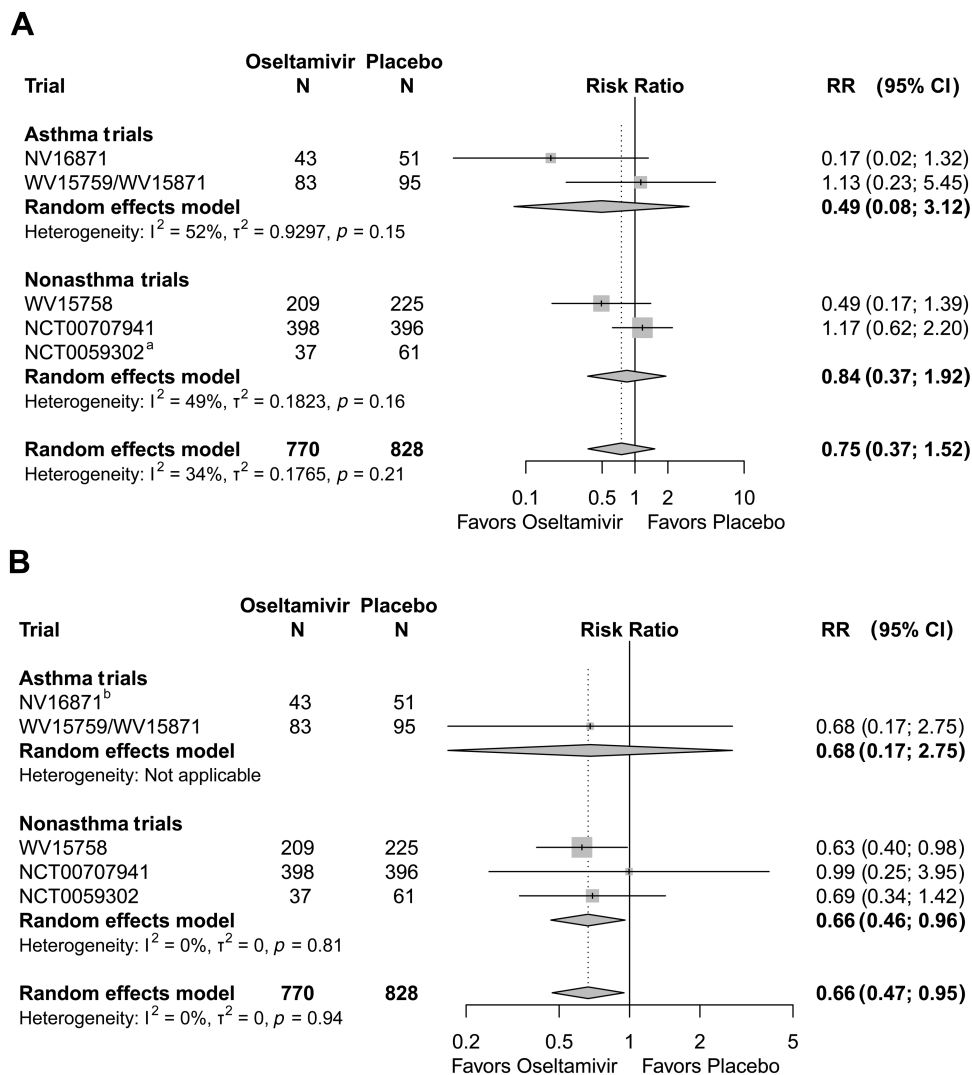 A
Oseltamivir Placebo
Trial N N Risk Ratio RR (95% CI)
Asthma trials
NV16871 43 51 0.17 (0.02; 1.32)
WV15759/WV15871 83 95 1.13 (0.23; 5.45)
Random effects model 0.49 (0.08; 3.12)
Heterogeneity: I² = 52%, τ² = 0.9297, p = 0.15
Nonasthma trials
WV15758 209 225 0.49 (0.17; 1.39)
NCT00707941 398 396 1.17 (0.62; 2.20)
NCT0059302ᵃ 37 61
Random effects model 0.84 (0.37; 1.92)
Heterogeneity: I² = 49%, τ² = 0.1823, p = 0.16
Random effects model 770 828 0.75 (0.37; 1.52)
Heterogeneity: I² = 34%, τ² = 0.1765, p = 0.21
0.1 0.5 1 2 10
Favors Oseltamivir Favors Placebo
B
Oseltamivir Placebo
Trial N N Risk Ratio RR (95% CI)
Asthma trials
NV16871ᵇ 43 51
WV15759/WV15871 83 95 0.68 (0.17; 2.75)
Random effects model 0.68 (0.17; 2.75)
Heterogeneity: Not applicable
Nonasthma trials
WV15758 209 225 0.63 (0.40; 0.98)
NCT00707941 398 396 0.99 (0.25; 3.95)
NCT0059302 37 61 0.69 (0.34; 1.42)
Random effects model 0.66 (0.46; 0.96)
Heterogeneity: I² = 0%, τ² = 0, p = 0.81
Random effects model 770 828 0.66 (0.47; 0.95)
Heterogeneity: I² = 0%, τ² = 0, p = 0.94
0.2 0.5 1 2 5
Favors Oseltamivir Favors Placebo